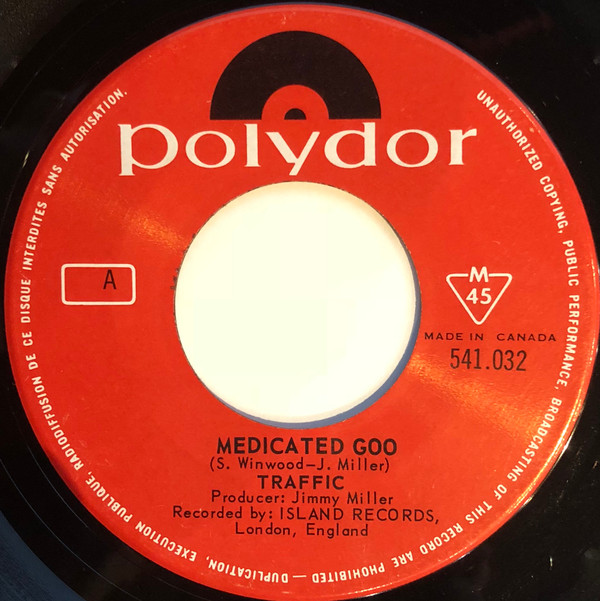 polydor
A
M
45
MADE IN CANADA
541.032
MEDICATED GOO
(S. Winwood—J. Miller)
TRAFFIC
Producer: Jimmy Miller
Recorded by: ISLAND RECORDS,
London, England
UNAUTHORIZED COPYING, PUBLIC PERFORMANCE, BROADCASTING OF THIS RECORD ARE PROHIBITED — DUPLICATION, EXECUTION PUBLIQUE, RADIODIFFUSION DE CE DISQUE INTERDITES SANS AUTORISATION.